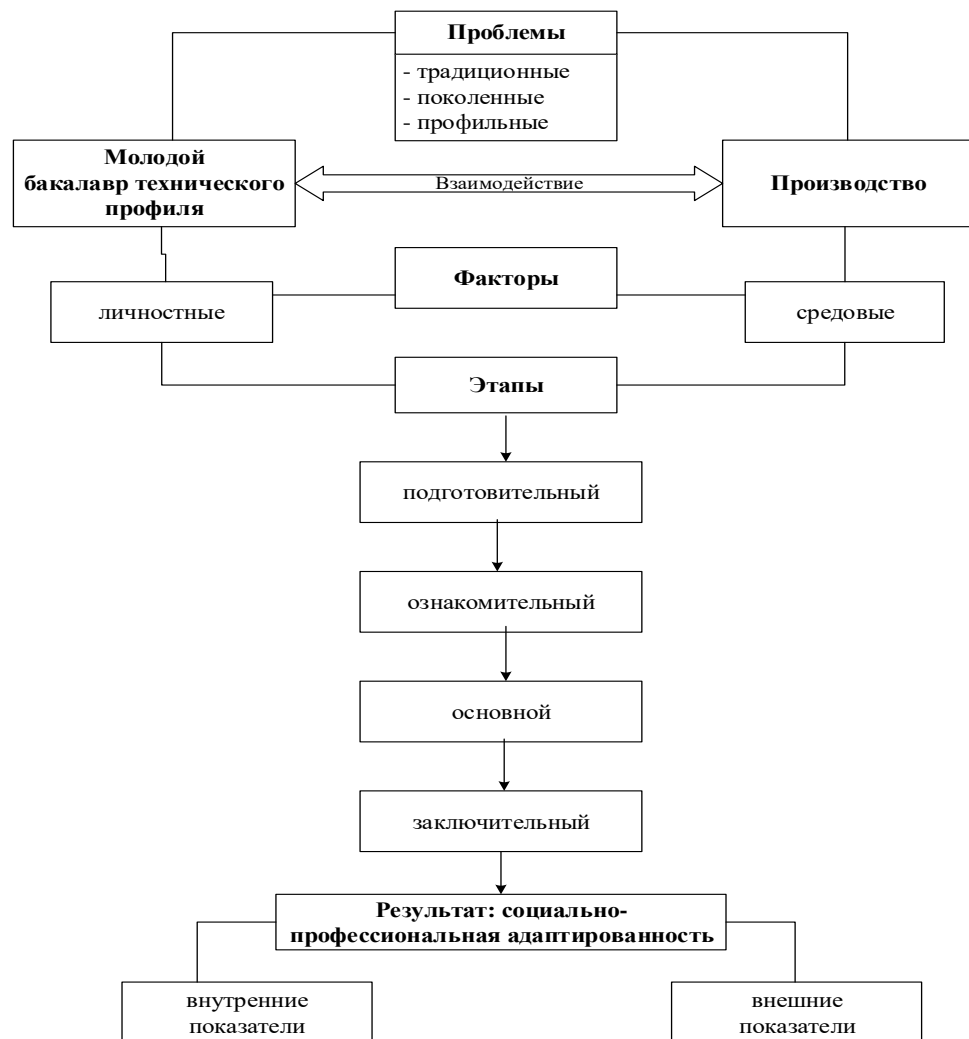 Проблемы
- традиционные
- поколенные
- профильные
Молодой
бакалавр технического
профиля
Взаимодействие
Производство
Факторы
личностные
средовые
Этапы
подготовительный
ознакомительный
основной
заключительный
Результат: социально-
профессиональная адаптированность
внутренние
показатели
внешние
показатели